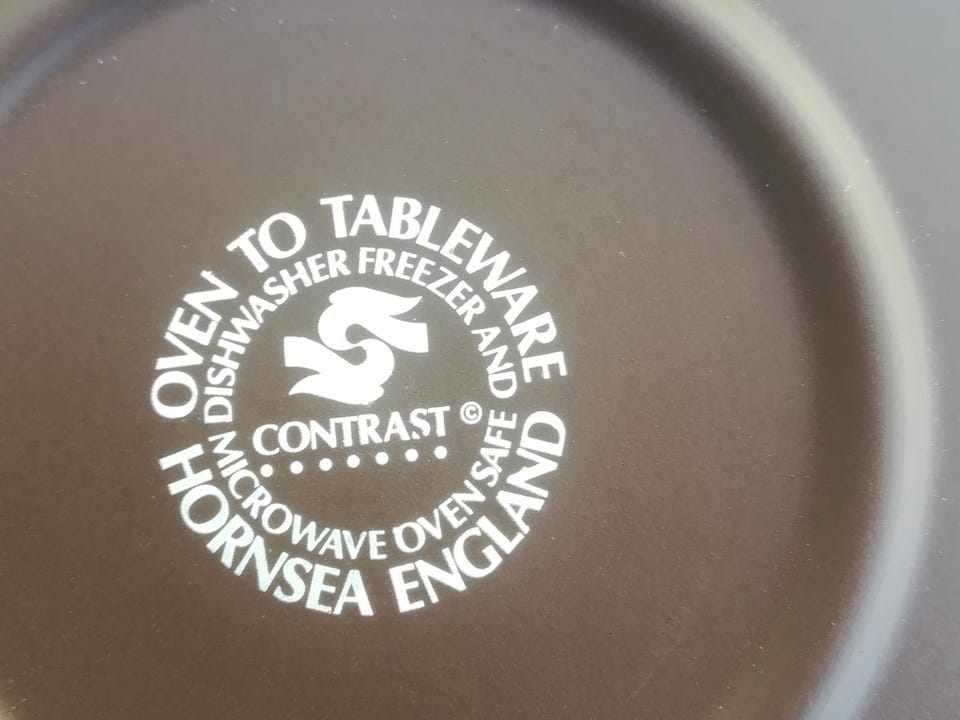 OVEN TO TABLEWARE
DISHWASHER FREEZER AND
CONTRAST ©
MICROWAVE OVEN SAFE
HORNSEA ENGLAND